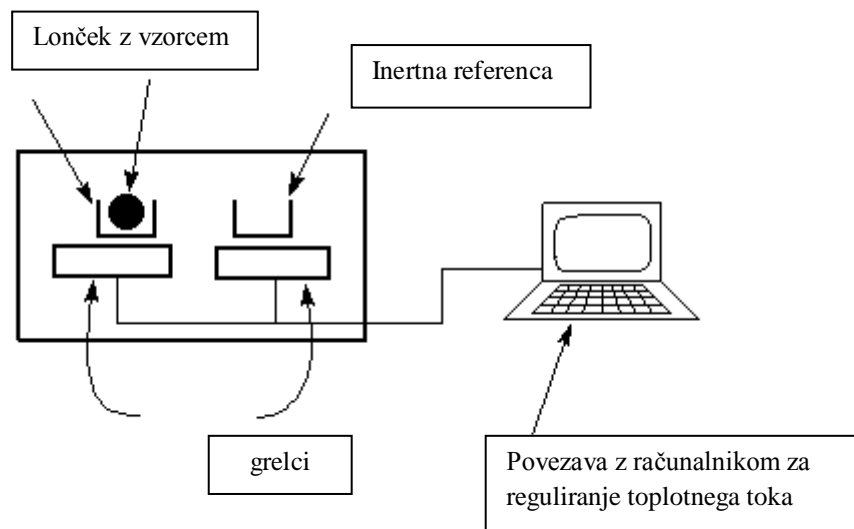 Lonček z vzorcem
Inertna referenca
grelci
Povezava z računalnikom za
reguliranje toplotnega toka